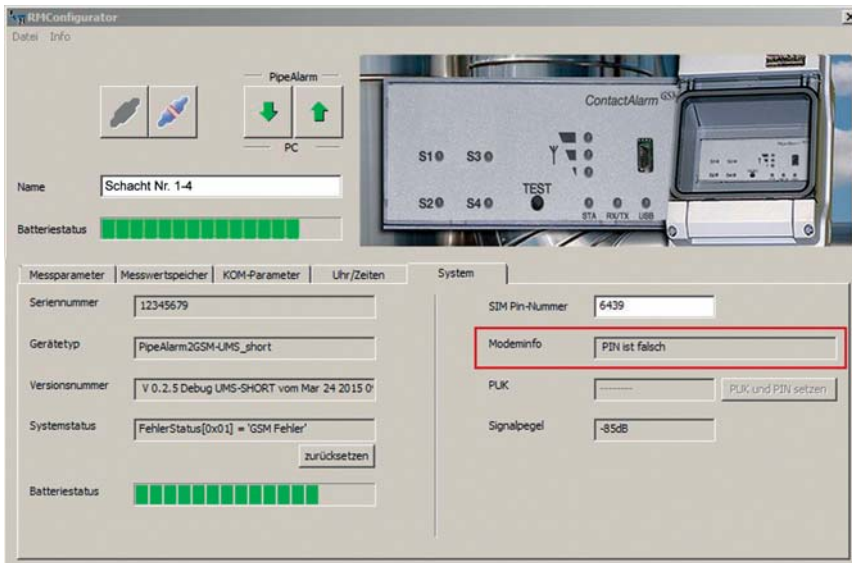 RMConfigurator
Datei Info
PipeAlarm
PC
Name Schacht Nr. 1-4
Batteriestatus
ContactAlarm GSM
S1 S3
S2 S4 TEST
STA RX/TX USB
Messparameter Messwertspeicher KOM-Parameter Uhr/Zeiten System
Seriennummer 12345679
Gerätetyp PipeAlarm2GSM-UMS_short
Versionsnummer V 0.2.5 Debug UMS-SHORT vom Mar 24 2015
Systemstatus FehlerStatus[0x01] = 'GSM Fehler'
zurücksetzen
Batteriestatus
SIM Pin-Nummer 6439
Modeminfo PIN ist falsch
PUK -------- PUK und PIN setzen
Signalpegel -85dB